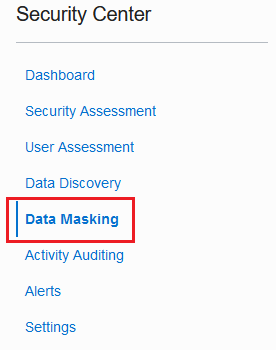 Security Center
Dashboard
Security Assessment
User Assessment
Data Discovery
Data Masking
Activity Auditing
Alerts
Settings